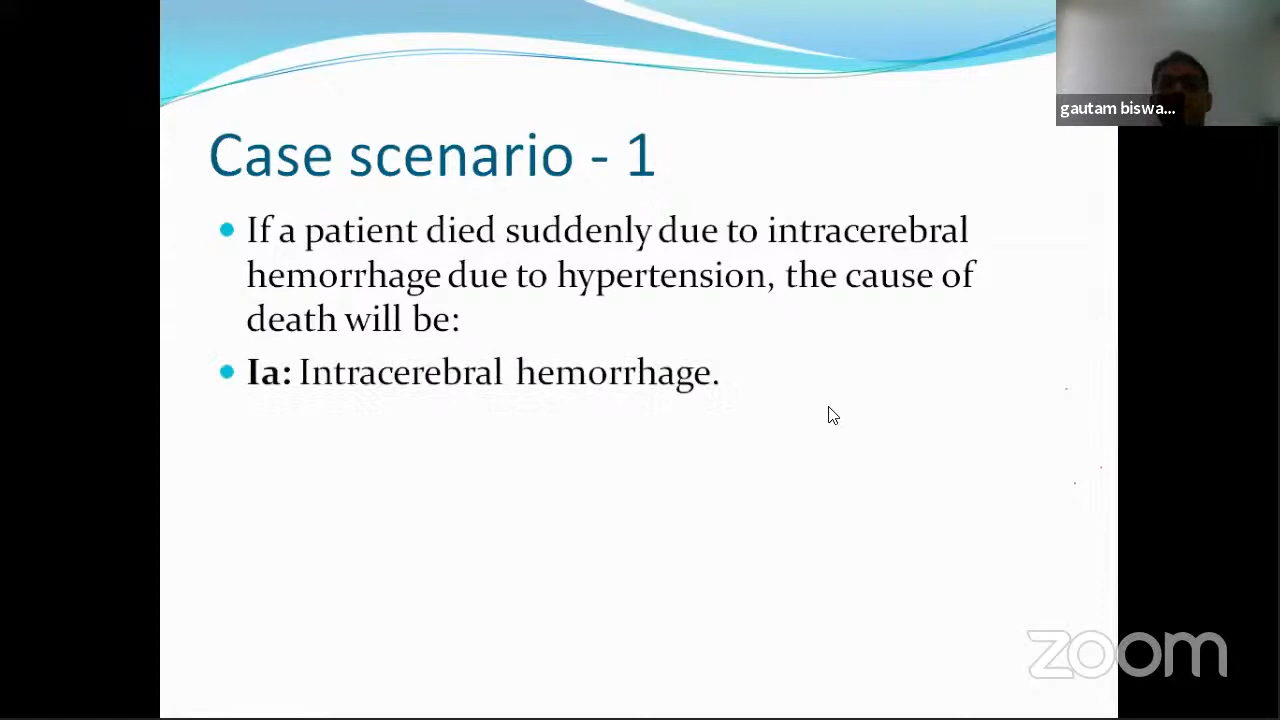 gautam biswa...
Case scenario - 1
If a patient died suddenly due to intracerebral
hemorrhage due to hypertension, the cause of
death will be:
Ia: Intracerebral hemorrhage.
zoom